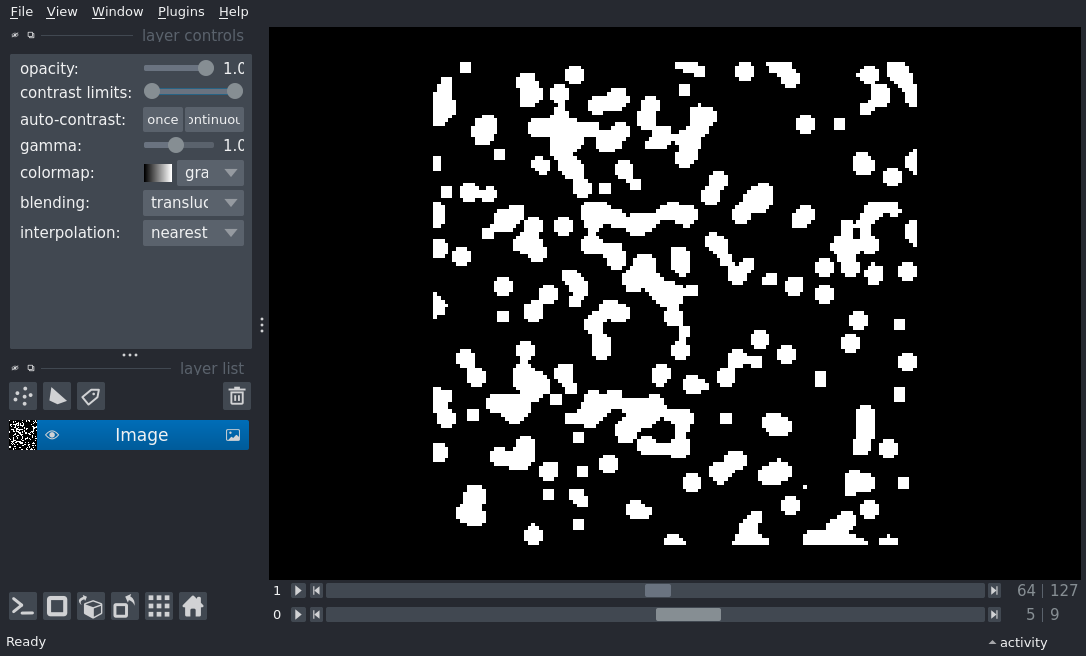 File View Window Plugins Help
layer controls
opacity: 1.0
contrast limits:
auto-contrast: once ontinuou
gamma: 1.0
colormap: gra
blending: transluc
interpolation: nearest
layer list
Image
1 64 127
0 5 9
Ready activity